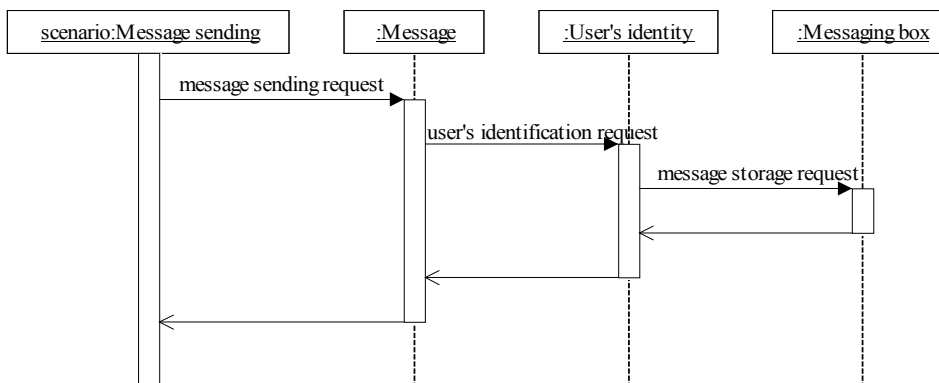 scenario:Message sending
:Message
:User's identity
:Messaging box
message sending request
user's identification request
message storage request